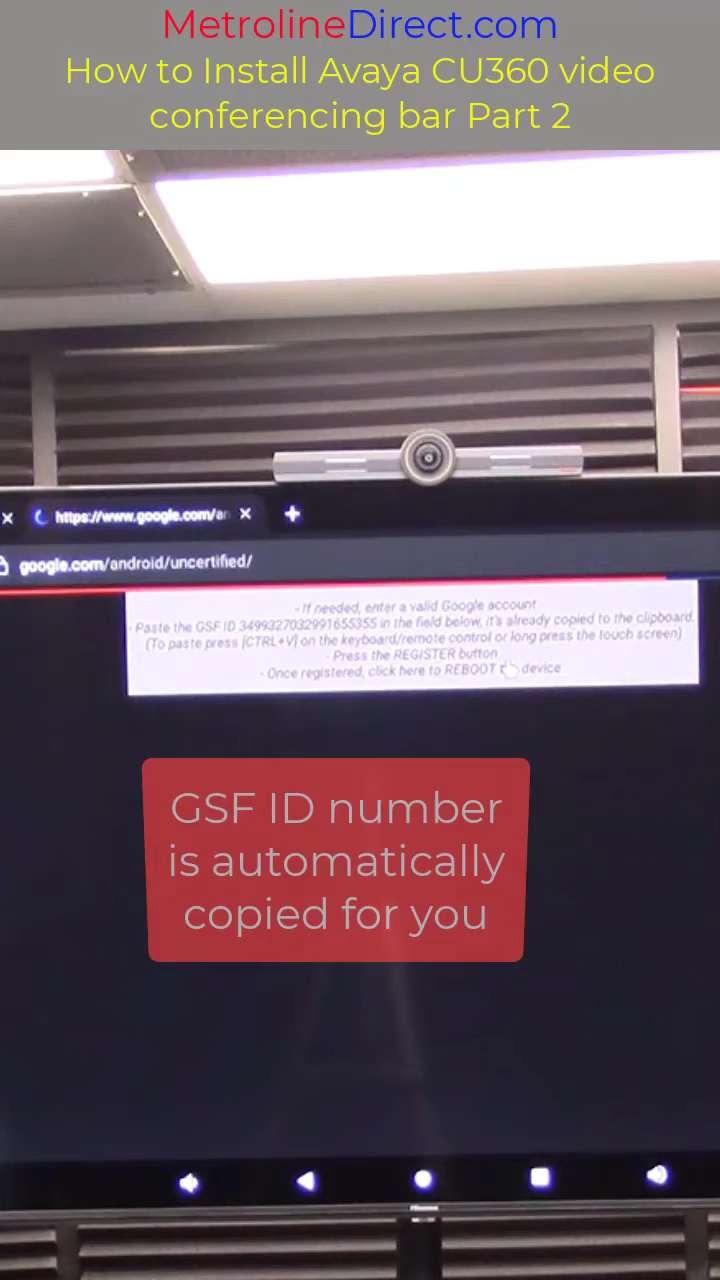 MetrolineDirect.com
How to Install Avaya CU360 video
conferencing bar Part 2
https://www.google.com/an
google.com/android/uncertified/
- If needed, enter a valid Google account
- Paste the GSF ID 3499327032991655355 in the field below, it's already copied to the clipboard.
(To paste press [CTRL+V] on the keyboard/remote control or long press the touch screen)
- Press the REGISTER button
- Once registered, click here to REBOOT device
GSF ID number
is automatically
copied for you
Hisense